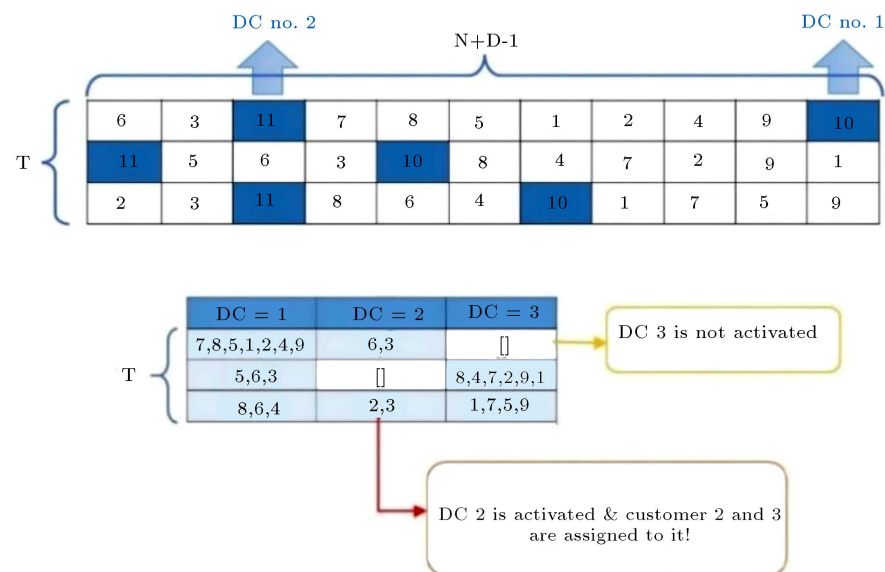 DC no. 2
DC no. 1
N+D-1
T
6 3 11 7 8 5 1 2 4 9 10
11 5 6 3 10 8 4 7 2 9 1
2 3 11 8 6 4 10 1 7 5 9
DC = 1 DC = 2 DC = 3
T
7,8,5,1,2,4,9 6,3 []
5,6,3 [] 8,4,7,2,9,1
8,6,4 2,3 1,7,5,9
DC 3 is not activated
DC 2 is activated & customer 2 and 3
are assigned to it!